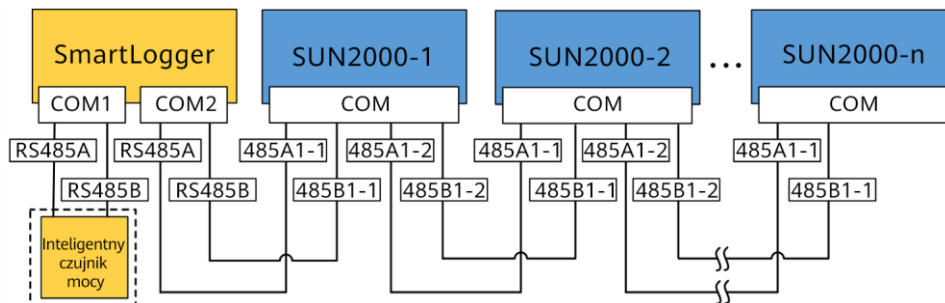 SmartLogger
SUN2000-1
SUN2000-2
...
SUN2000-n
COM1
COM2
COM
COM
COM
RS485A
RS485A
485A1-1
485A1-2
485A1-1
485A1-2
485A1-1
RS485B
RS485B
485B1-1
485B1-2
485B1-1
485B1-2
485B1-1
Inteligentny
czujnik
mocy